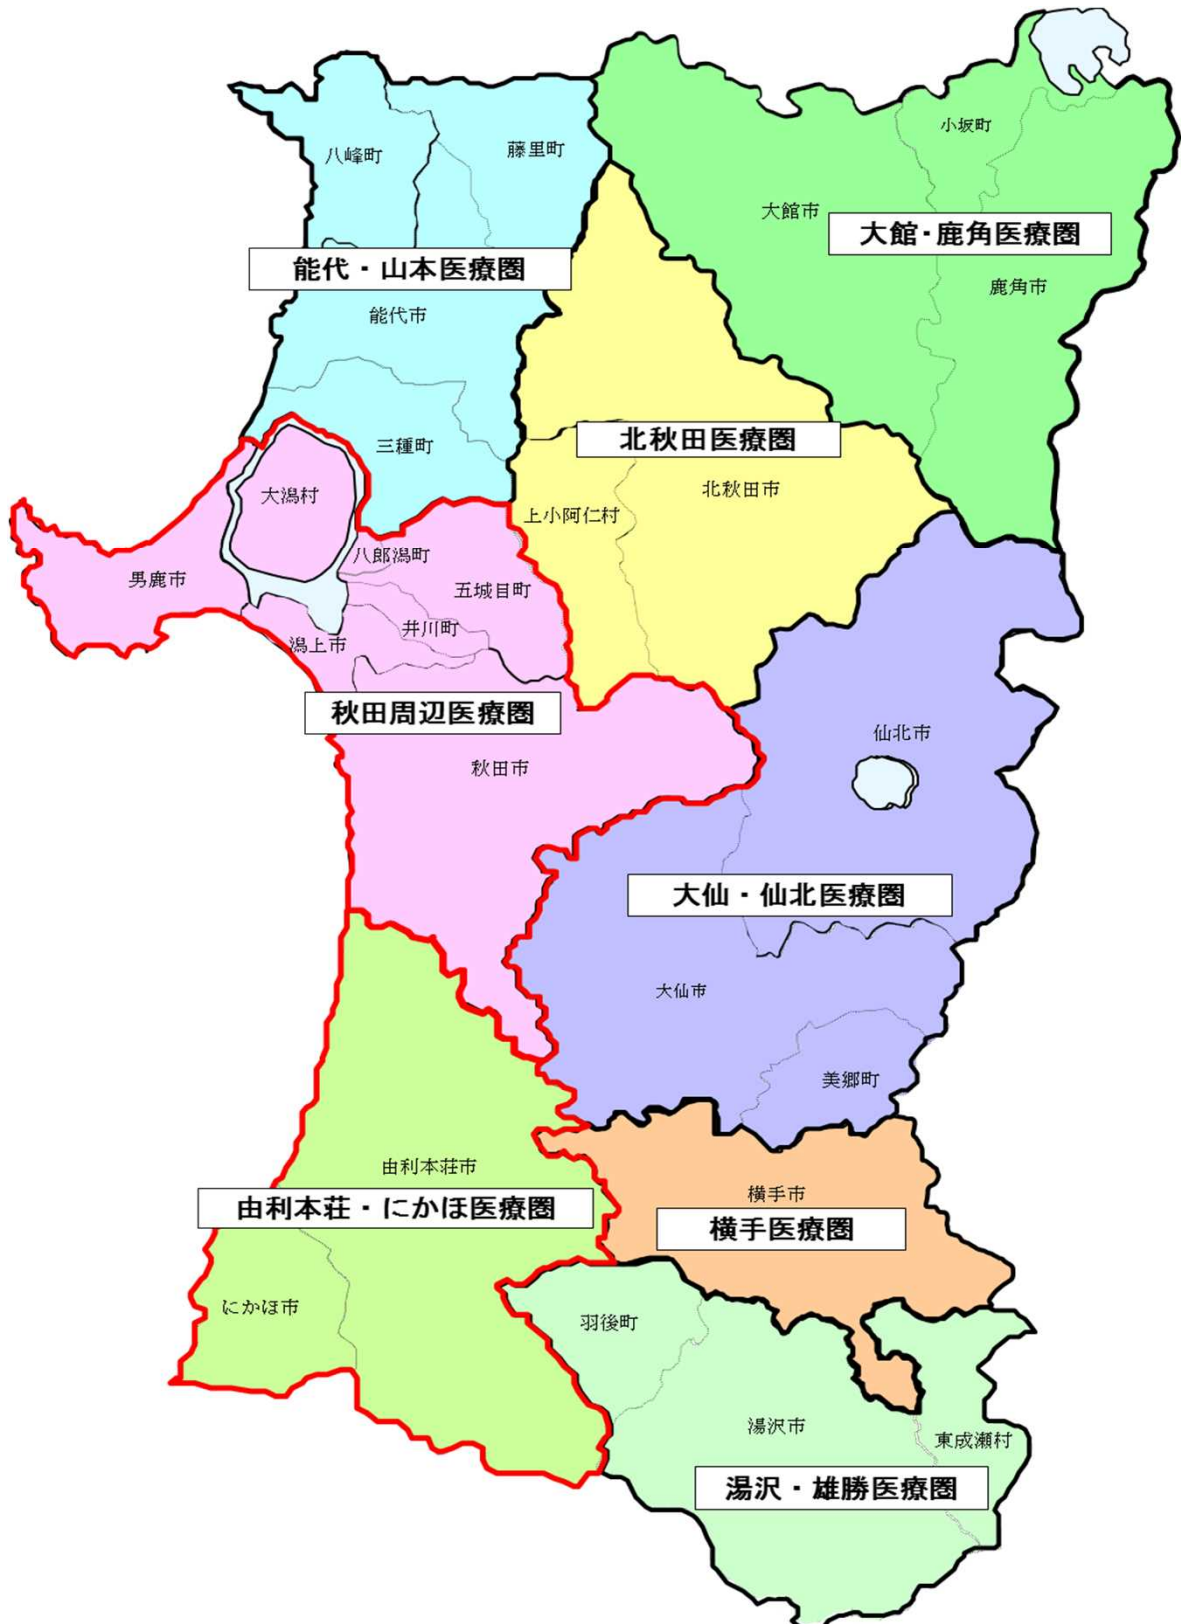 小坂町
八峰町
藤里町
大館市
大館・鹿角医療圏
能代・山本医療圏
鹿角市
能代市
三種町
北秋田医療圏
北秋田市
大潟村
上小阿仁村
八郎潟町
男鹿市
五城目町
井川町
潟上市
秋田周辺医療圏
仙北市
秋田市
大仙・仙北医療圏
大仙市
美郷町
由利本荘市
横手市
由利本荘・にかほ医療圏
横手医療圏
にかほ市
羽後町
湯沢市
東成瀬村
湯沢・雄勝医療圏